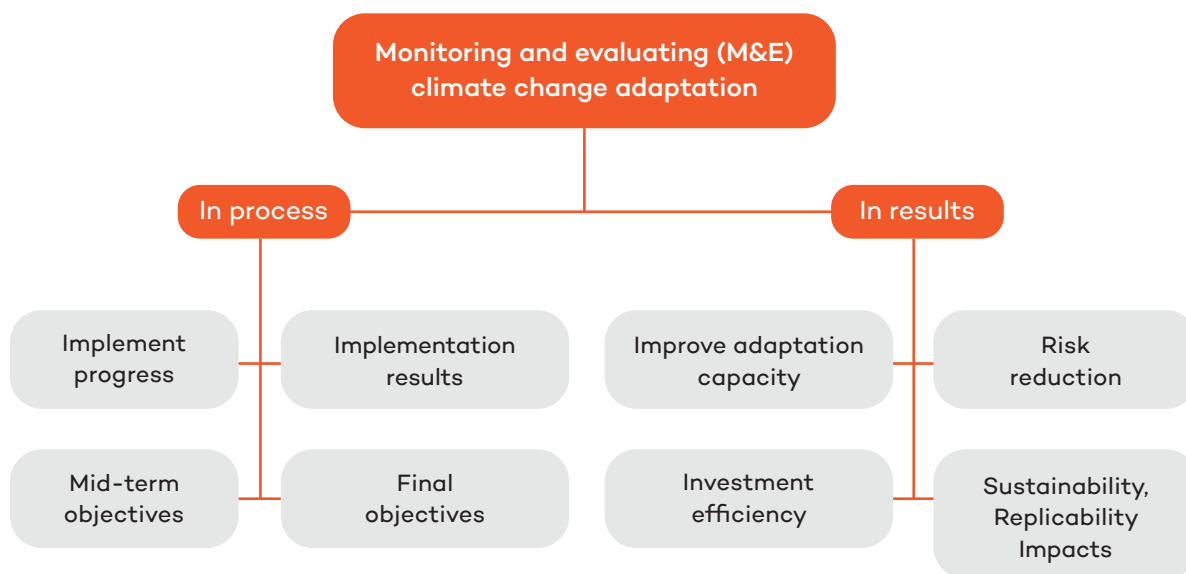 Monitoring and evaluating (M&E)
climate change adaptation
In process
In results
Implement
progress
Implementation
results
Improve adaptation
capacity
Risk
reduction
Mid-term
objectives
Final
objectives
Investment
efficiency
Sustainability,
Replicability
Impacts